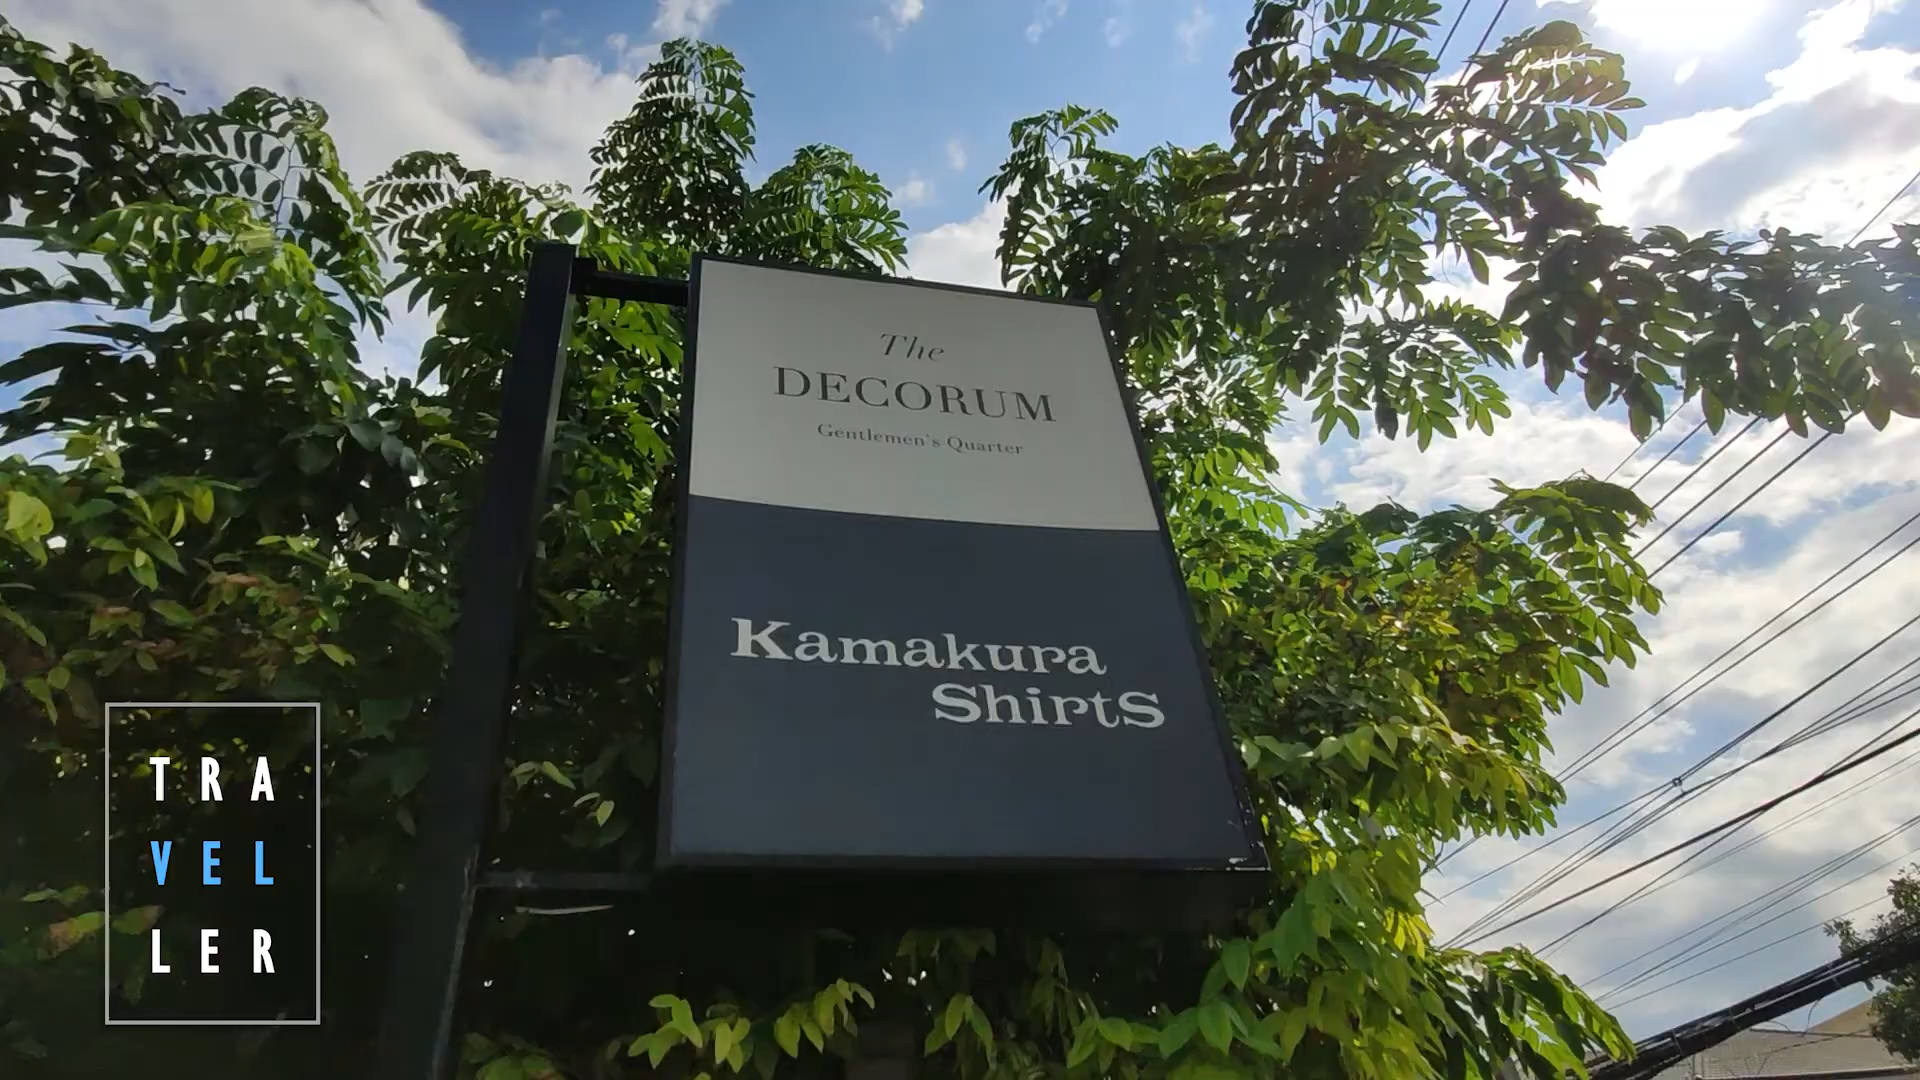 The
DECORUM
Gentlemen's Quarter
Kamakura
Shirts
TRA
VEL
LER